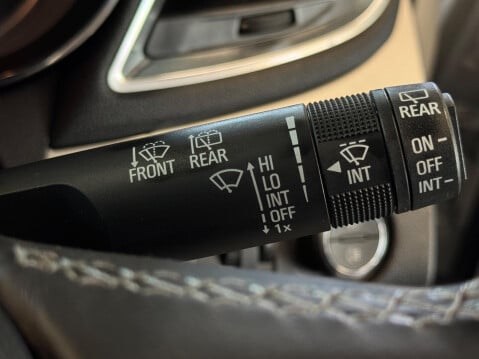 FRONT
REAR
HI
LO
INT
OFF
1x
INT
REAR
ON
OFF
INT